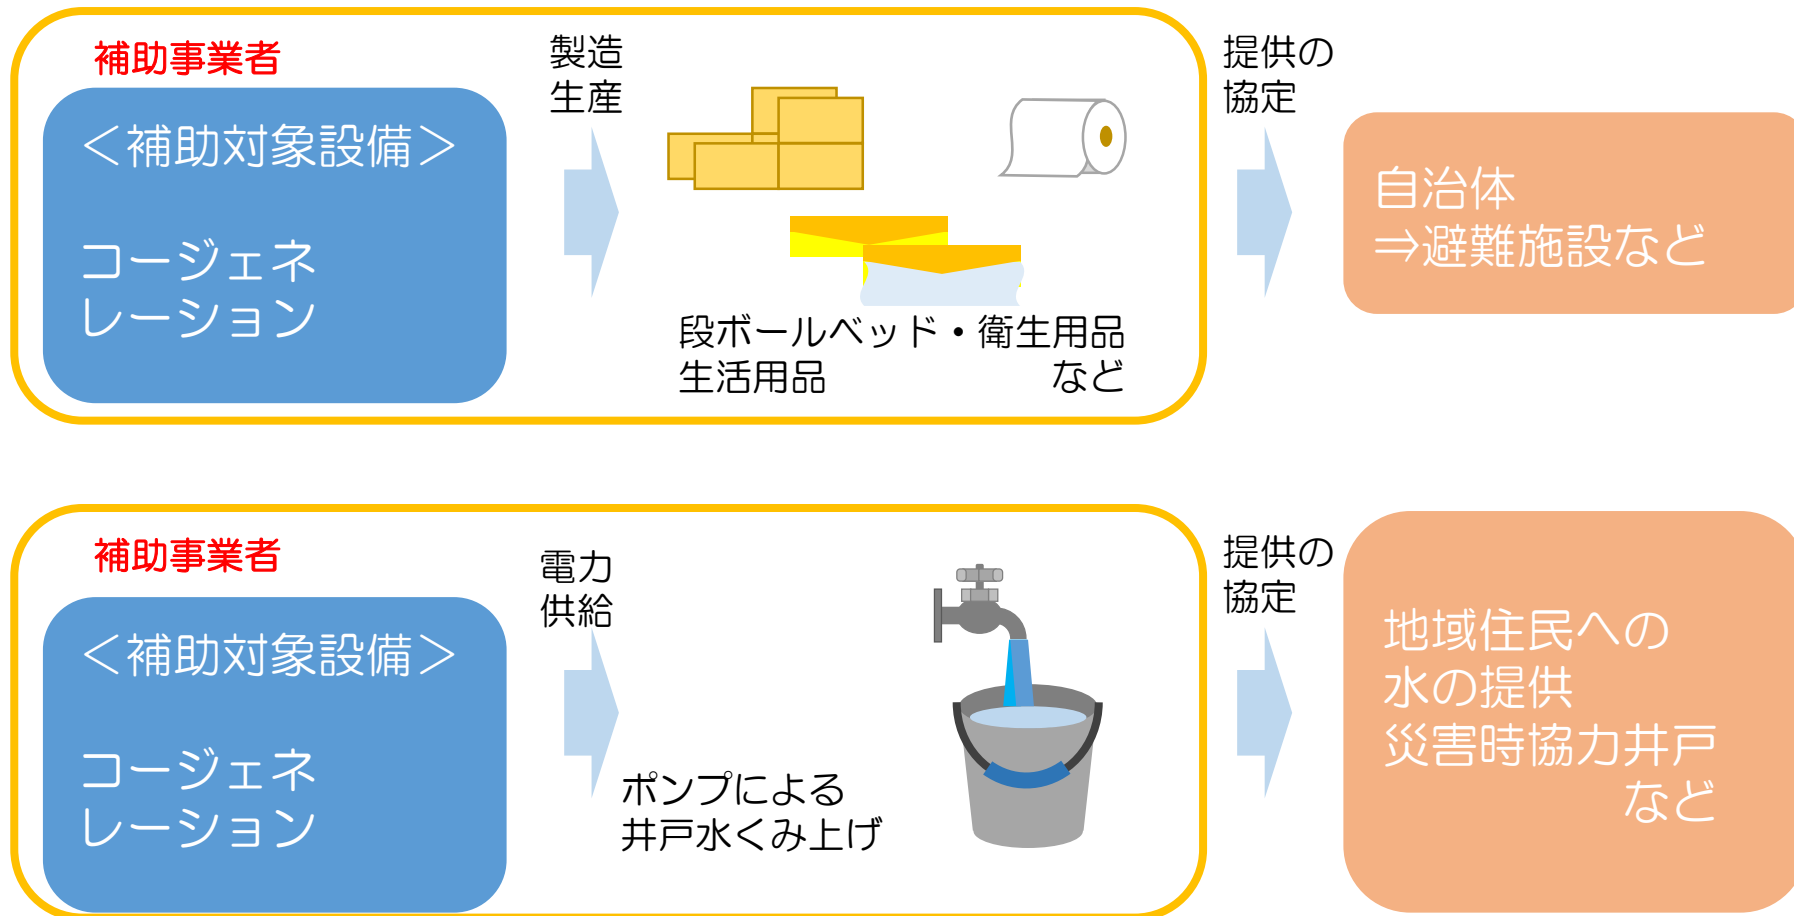 補助事業者
<補助対象設備>
コージェネ
レーション
製造
生産
段ボールベッド・衛生用品
生活用品 など
提供の
協定
自治体
⇒避難施設など
補助事業者
<補助対象設備>
コージェネ
レーション
電力
供給
ポンプによる
井戸水くみ上げ
提供の
協定
地域住民への
水の提供
災害時協力井戸
など